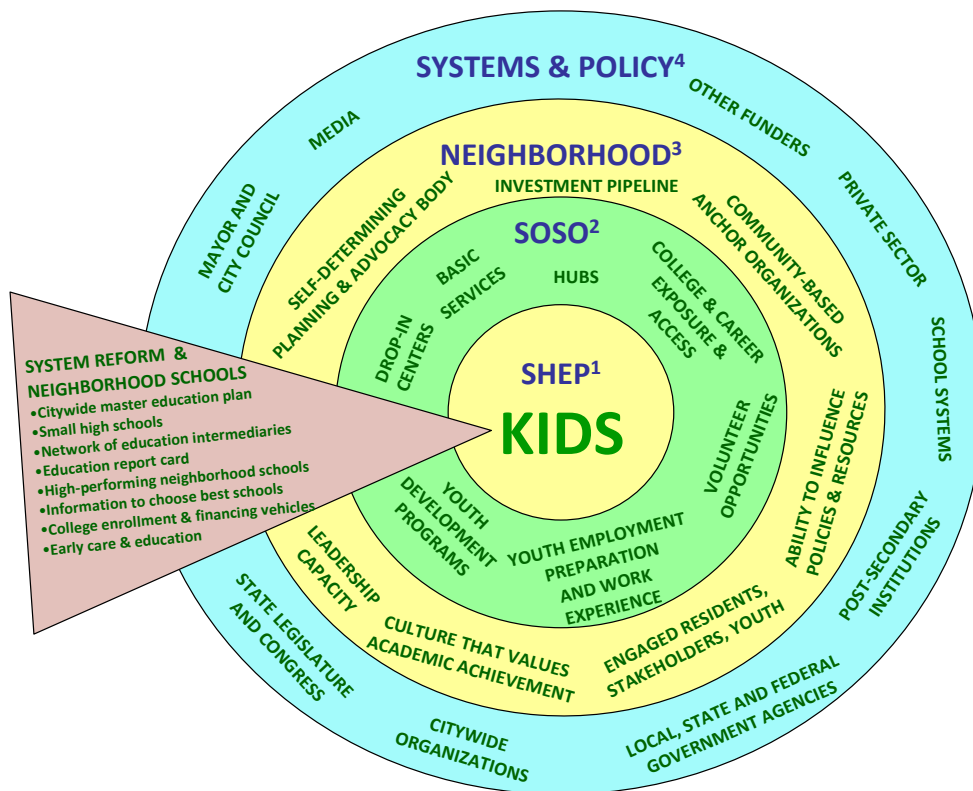 SYSTEMS & POLICY⁴
OTHER FUNDERS
MEDIA
PRIVATE SECTOR
MAYOR AND
CITY COUNCIL
SCHOOL SYSTEMS
POST-SECONDARY
INSTITUTIONS
LOCAL, STATE AND FEDERAL
GOVERNMENT AGENCIES
CITYWIDE
ORGANIZATIONS
STATE LEGISLATURE
AND CONGRESS
NEIGHBORHOOD³
INVESTMENT PIPELINE
SELF-DETERMINING
PLANNING & ADVOCACY BODY
COMMUNITY-BASED
ANCHOR ORGANIZATIONS
ABILITY TO INFLUENCE
POLICIES & RESOURCES
ENGAGED RESIDENTS,
STAKEHOLDERS, YOUTH
CULTURE THAT VALUES
ACADEMIC ACHIEVEMENT
LEADERSHIP
CAPACITY
SOSO²
HUBS
BASIC
SERVICES
DROP-IN
CENTERS
COLLEGE & CAREER
EXPOSURE &
ACCESS
VOLUNTEER
OPPORTUNITIES
YOUTH EMPLOYMENT
PREPARATION
AND WORK
EXPERIENCE
YOUTH
DEVELOPMENT
PROGRAMS
SHEP¹
KIDS
SYSTEM REFORM &
NEIGHBORHOOD SCHOOLS
•Citywide master education plan
•Small high schools
•Network of education intermediaries
•Education report card
•High-performing neighborhood schools
•Information to choose best schools
•College enrollment & financing vehicles
•Early care & education